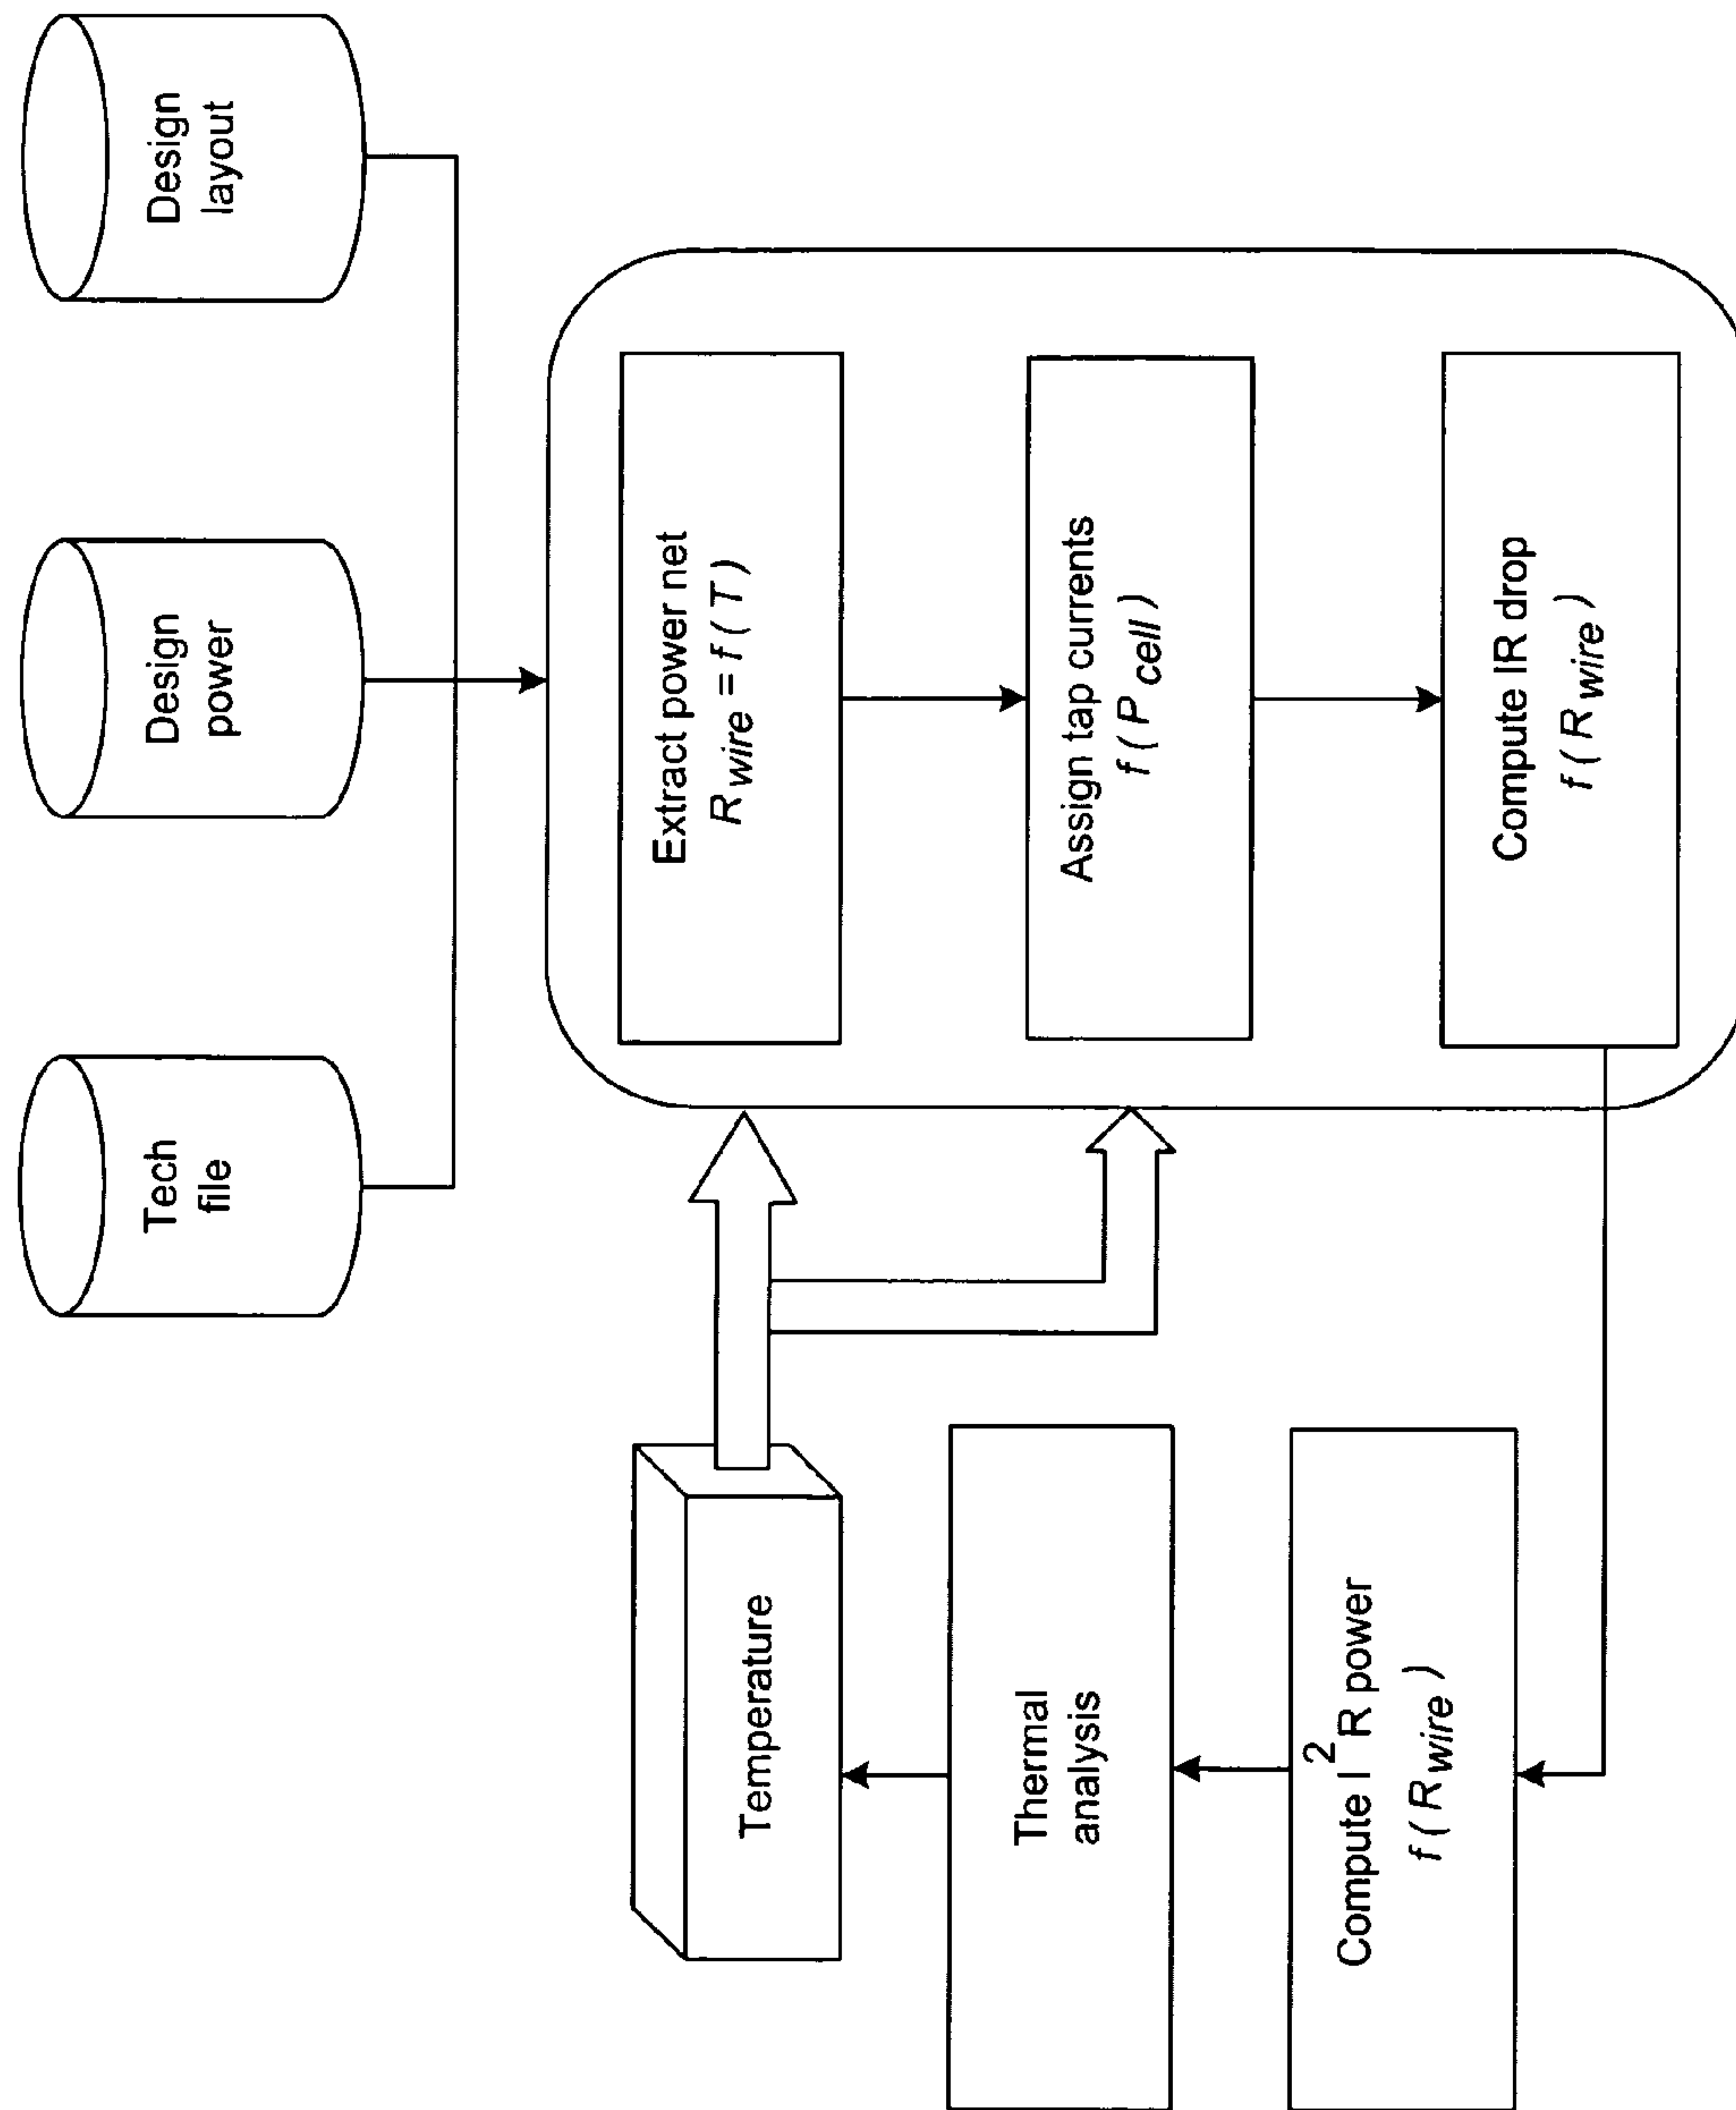 Tech
file
Design
power
Design
layout
Extract power net
R wire = f ( T )
Assign tap currents
f ( P cell )
Compute IR drop
f ( R wire )
Temperature
Thermal
analysis
Compute I²R power
f ( R wire )